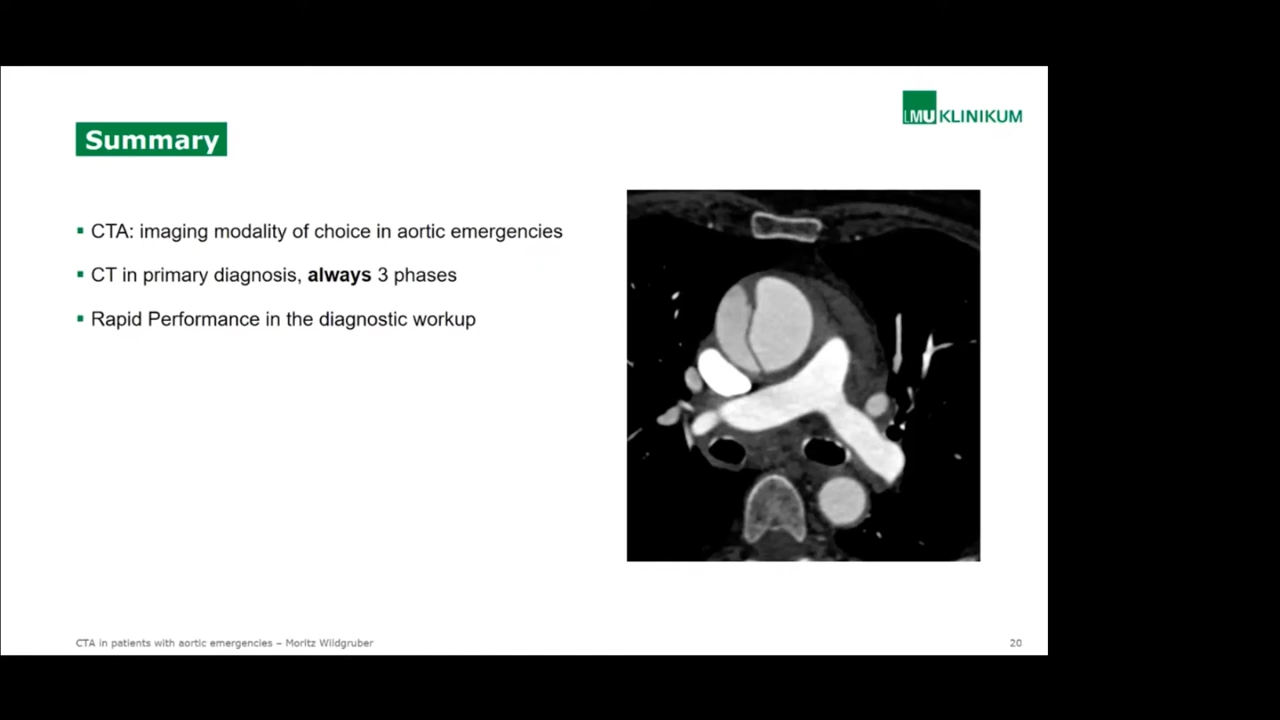 LMU KLINIKUM
Summary
CTA: imaging modality of choice in aortic emergencies
CT in primary diagnosis, always 3 phases
Rapid Performance in the diagnostic workup
CTA in patients with aortic emergencies – Moritz Wildgruber
20